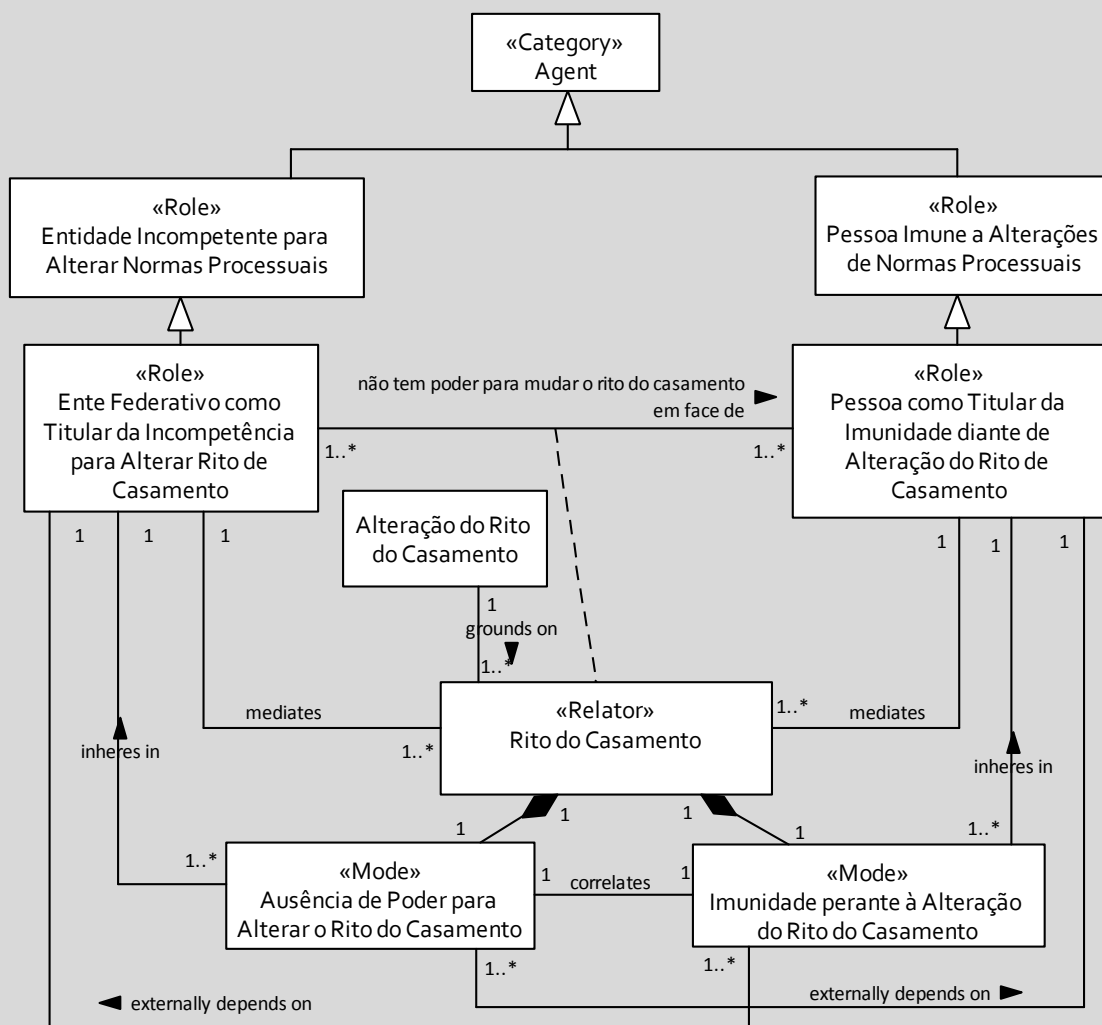 «Category»
Agent
«Role»
Entidade Incompetente para
Alterar Normas Processuais
«Role»
Pessoa Imune a Alterações
de Normas Processuais
«Role»
Ente Federativo como
Titular da Incompetência
para Alterar Rito de
Casamento
não tem poder para mudar o rito do casamento
em face de
1..*
1..*
«Role»
Pessoa como Titular da
Imunidade diante de
Alteração do Rito de
Casamento
1
1
1
Alteração do Rito
do Casamento
1
1
1
1
grounds on
1..*
mediates
1..*
«Relator»
Rito do Casamento
1..*
mediates
inheres in
inheres in
1
1
1
1
1..*
1..*
«Mode»
Ausência de Poder para
Alterar o Rito do Casamento
1
correlates
1
«Mode»
Imunidade perante à Alteração
do Rito do Casamento
1..*
1..*
externally depends on
externally depends on